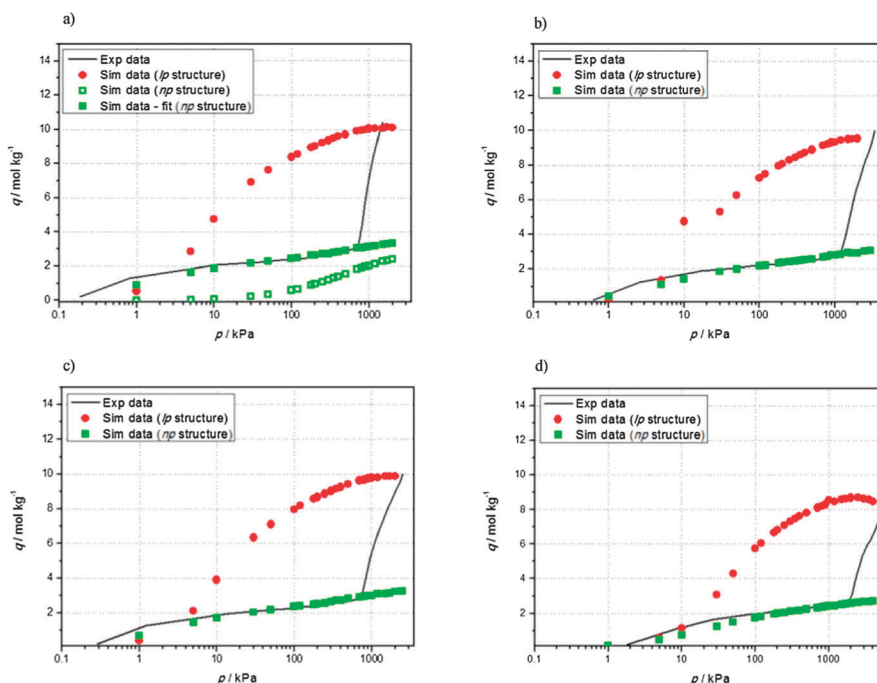 a)
Exp data
Sim data (lp structure)
Sim data (np structure)
Sim data - fit (np structure)
14
12
10
8
6
4
2
0
q / mol kg⁻¹
0.1 1 10 100 1000
p / kPa
b)
Exp data
Sim data (lp structure)
Sim data (np structure)
14
12
10
8
6
4
2
q / mol kg⁻¹
0.1 1 10 100 1000
p / kPa
c)
Exp data
Sim data (lp structure)
Sim data (np structure)
14
12
10
8
6
4
2
q / mol kg⁻¹
0.1 1 10 100 1000
p / kPa
d)
Exp data
Sim data (lp structure)
Sim data (np structure)
14
12
10
8
6
4
2
q / mol kg⁻¹
0.1 1 10 100 1000
p / kPa